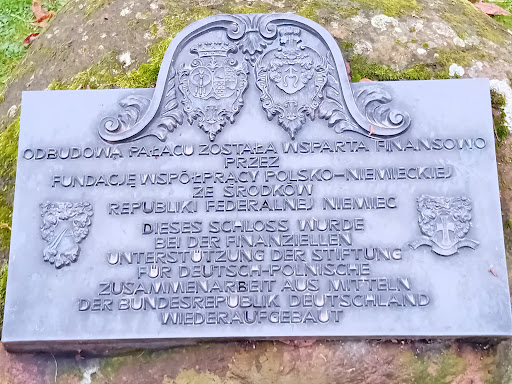 ODBUDOWA PAŁACU ZOSTAŁA WSPARTA FINANSOWO
PRZEZ
FUNDACJĘ WSPÓŁPRACY POLSKO-NIEMIECKIEJ
ZE ŚRODKÓW
REPUBLIKI FEDERALNEJ NIEMIEC
DIESES SCHLOSS WURDE
BEI DER FINANZIELLEN
UNTERSTÜTZUNG DER STIFTUNG
FÜR DEUTSCH-POLNISCHE
ZUSAMMENARBEIT AUS MITTELN
DER BUNDESREPUBLIK DEUTSCHLAND
WIEDERAUFGEBAUT